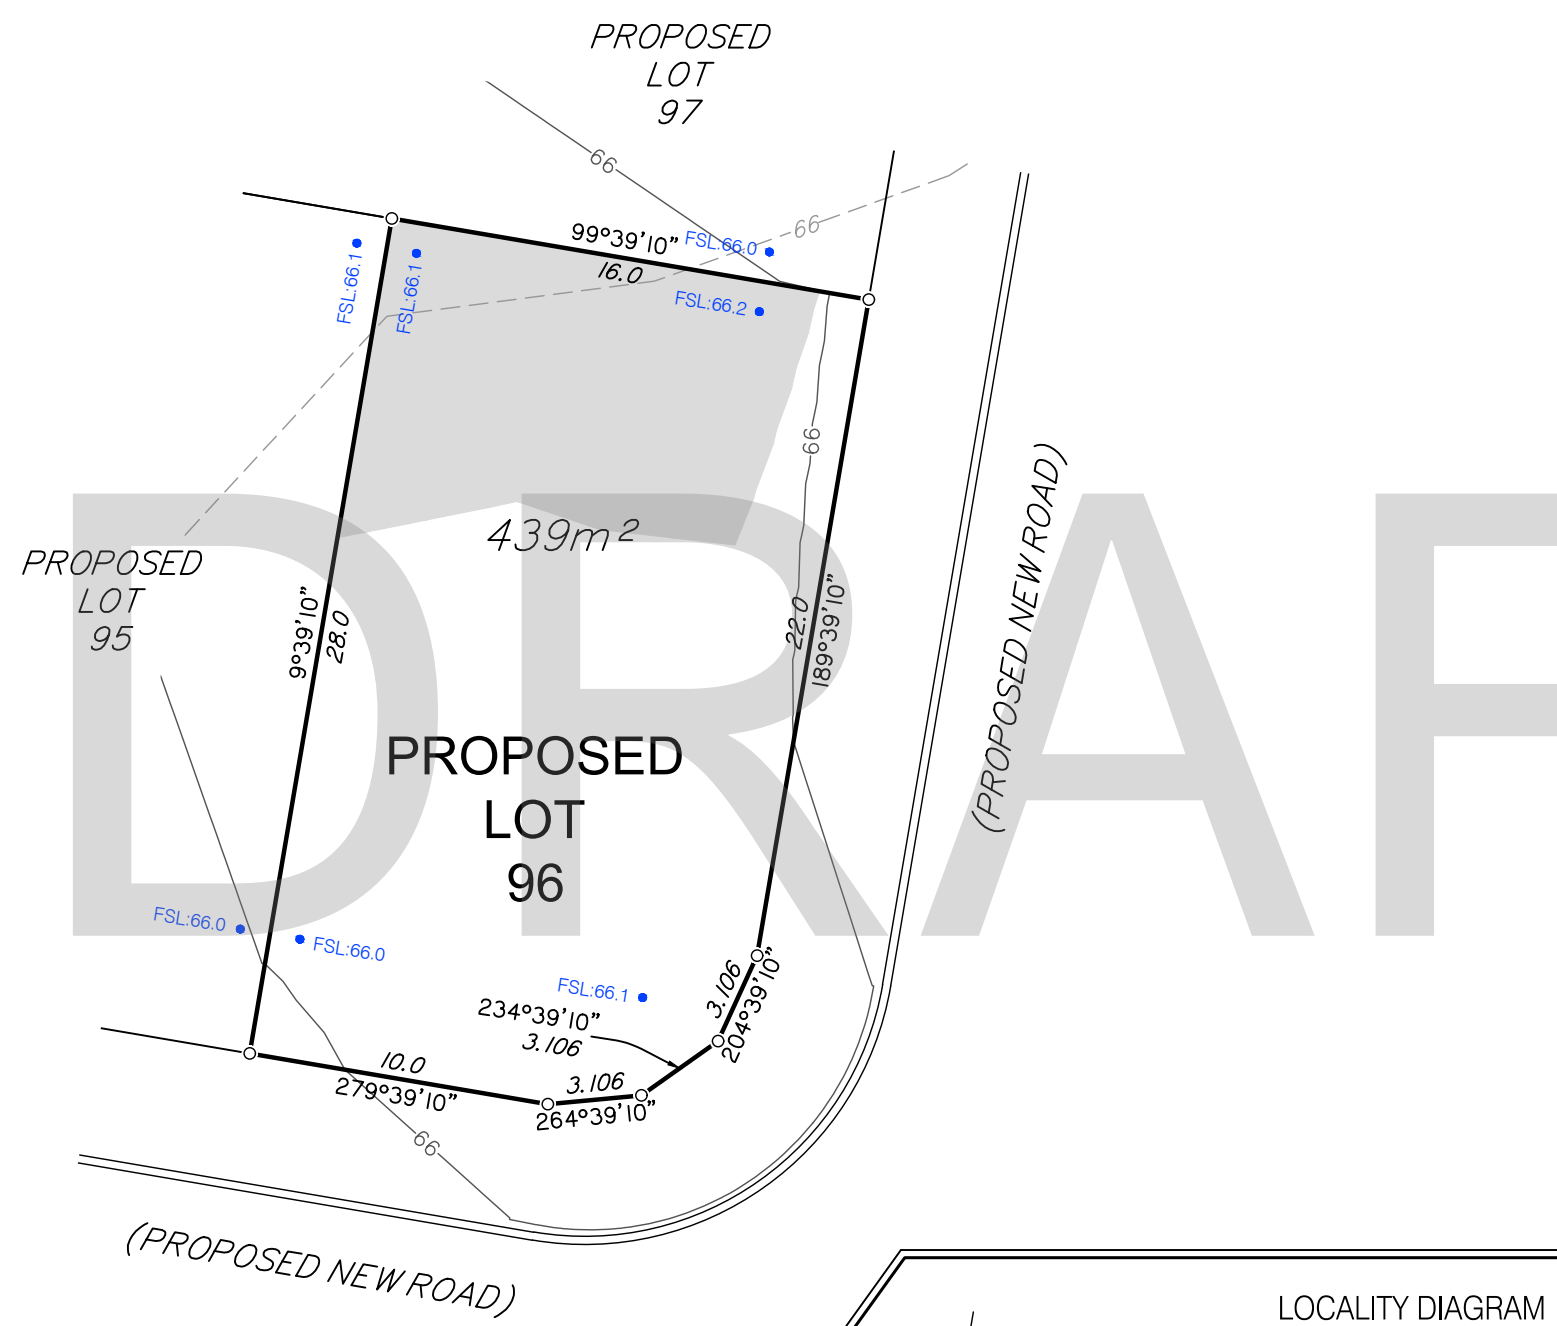 PROPOSED
LOT
97
66
66
99°39'10"
16.0
FSL:66.0
FSL:66.1
FSL:66.1
FSL:66.2
66
439m²
PROPOSED
LOT
95
9°39'10"
28.0
22.0
189°39'10"
(PROPOSED NEW ROAD)
DRAF
PROPOSED
LOT
96
FSL:66.0
FSL:66.0
FSL:66.1
234°39'10"
3.106
3.106
204°39'10"
10.0
279°39'10"
3.106
264°39'10"
66
(PROPOSED NEW ROAD)
LOCALITY DIAGRAM